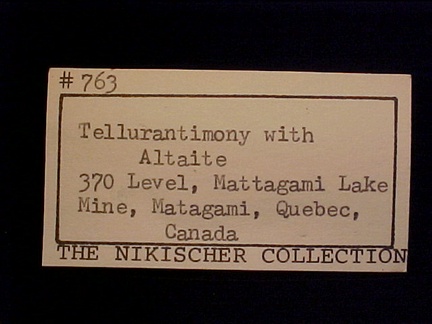 # 763
Tellurantimony with
Altaite
370 Level, Mattagami Lake
Mine, Matagami, Quebec,
Canada
THE NIKISCHER COLLECTION